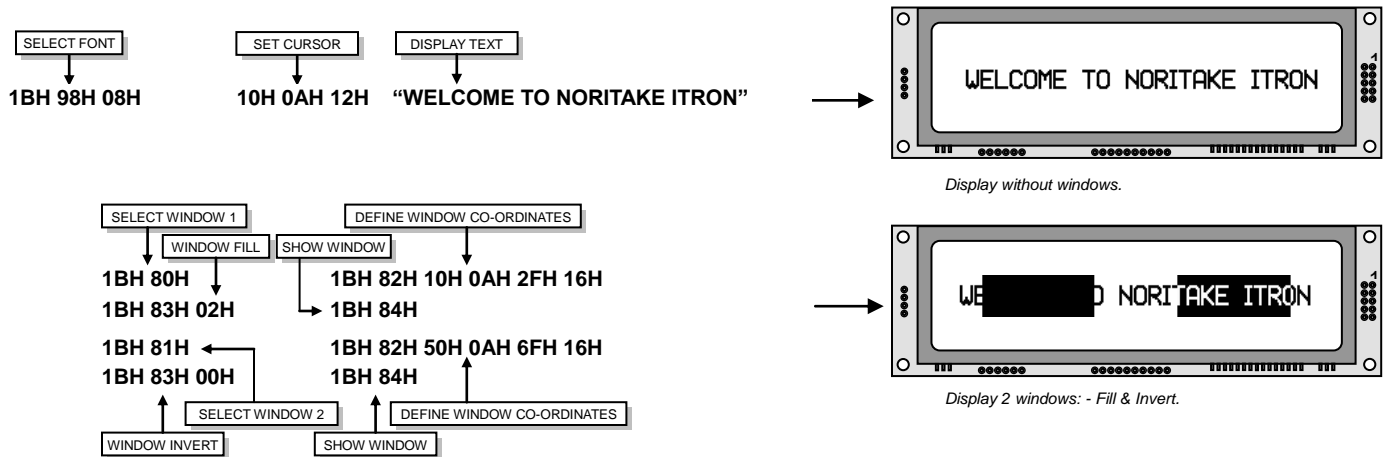 SELECT FONT
SET CURSOR
DISPLAY TEXT
1BH 98H 08H
10H 0AH 12H
“WELCOME TO NORITAKE ITRON”
WELCOME TO NORITAKE ITRON
1
Display without windows.
SELECT WINDOW 1
DEFINE WINDOW CO-ORDINATES
WINDOW FILL
SHOW WINDOW
1BH 80H
1BH 82H 10H 0AH 2FH 16H
1BH 83H 02H
1BH 84H
1BH 81H
1BH 82H 50H 0AH 6FH 16H
1BH 83H 00H
1BH 84H
SELECT WINDOW 2
DEFINE WINDOW CO-ORDINATES
WINDOW INVERT
SHOW WINDOW
WE O NORITAKE ITRON
1
Display 2 windows: - Fill & Invert.